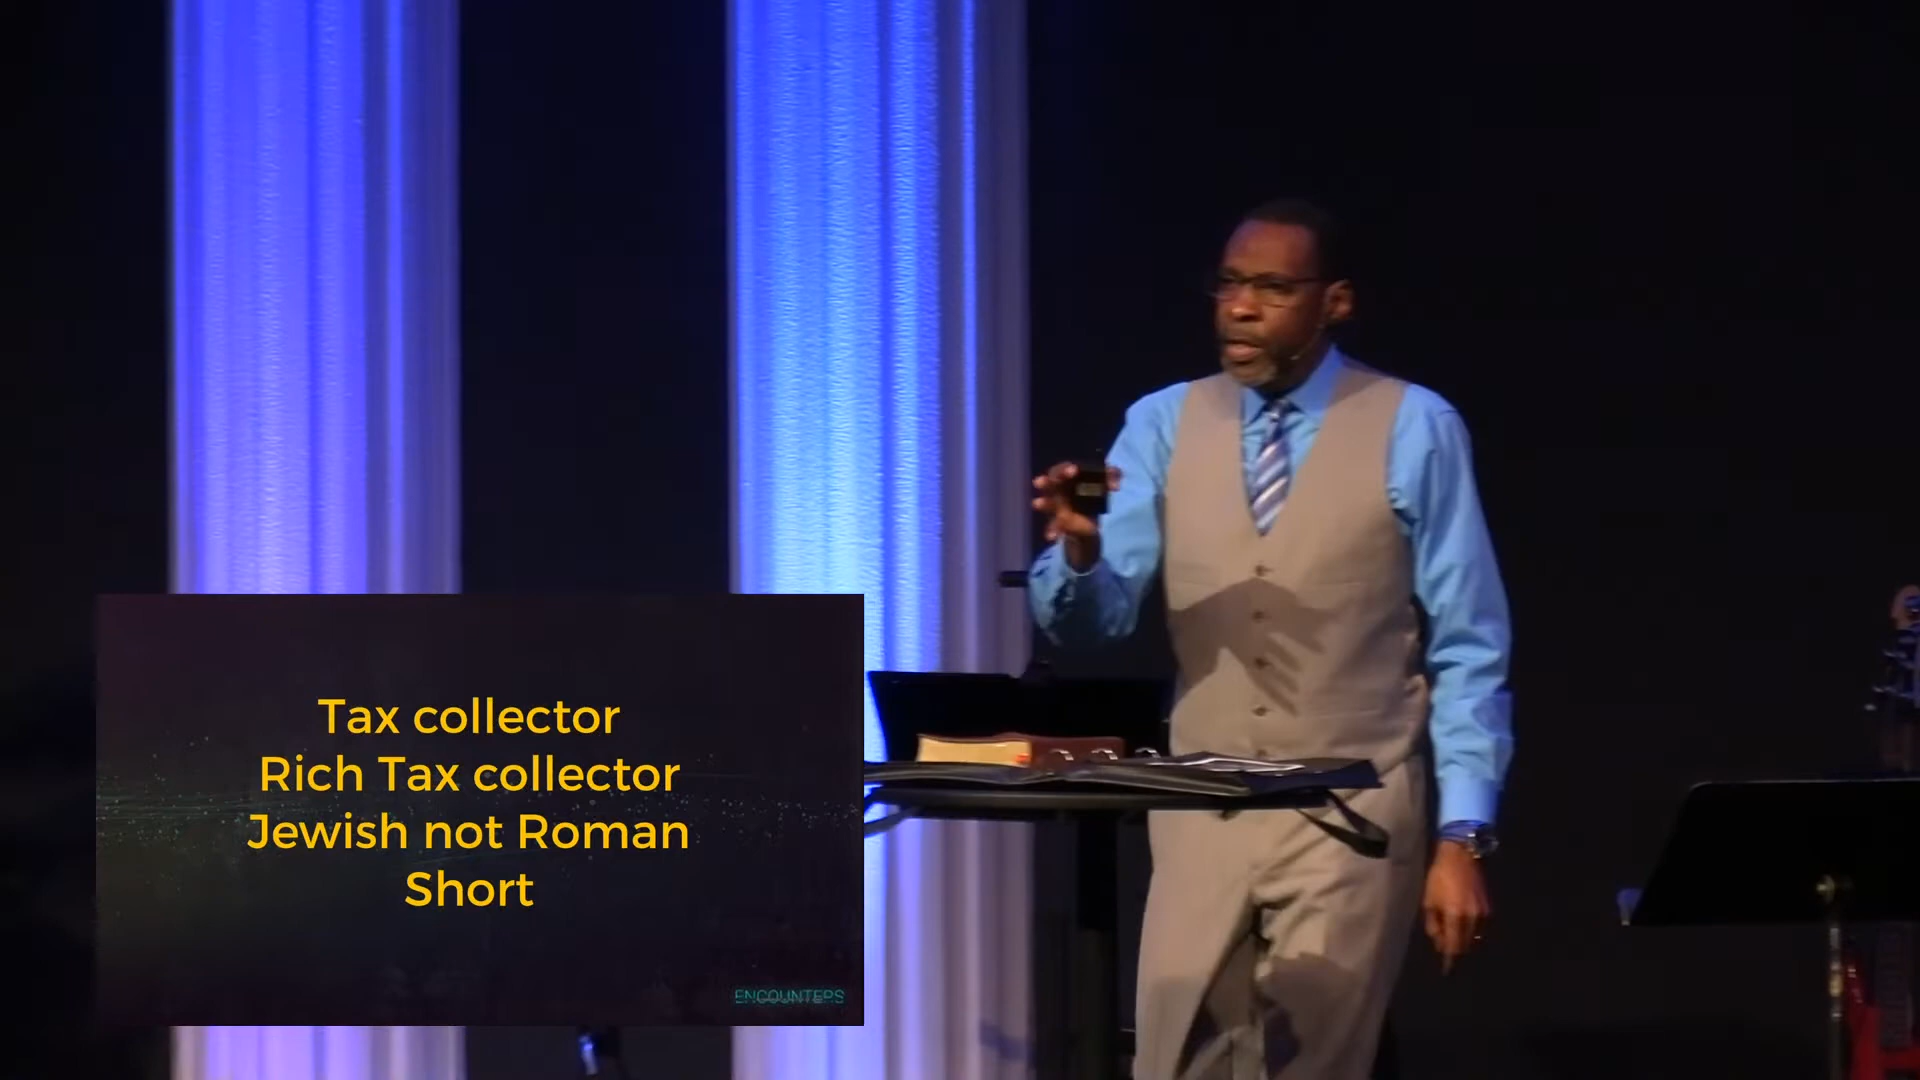 Tax collector
Rich Tax collector
Jewish not Roman
Short
ENCOUNTERS